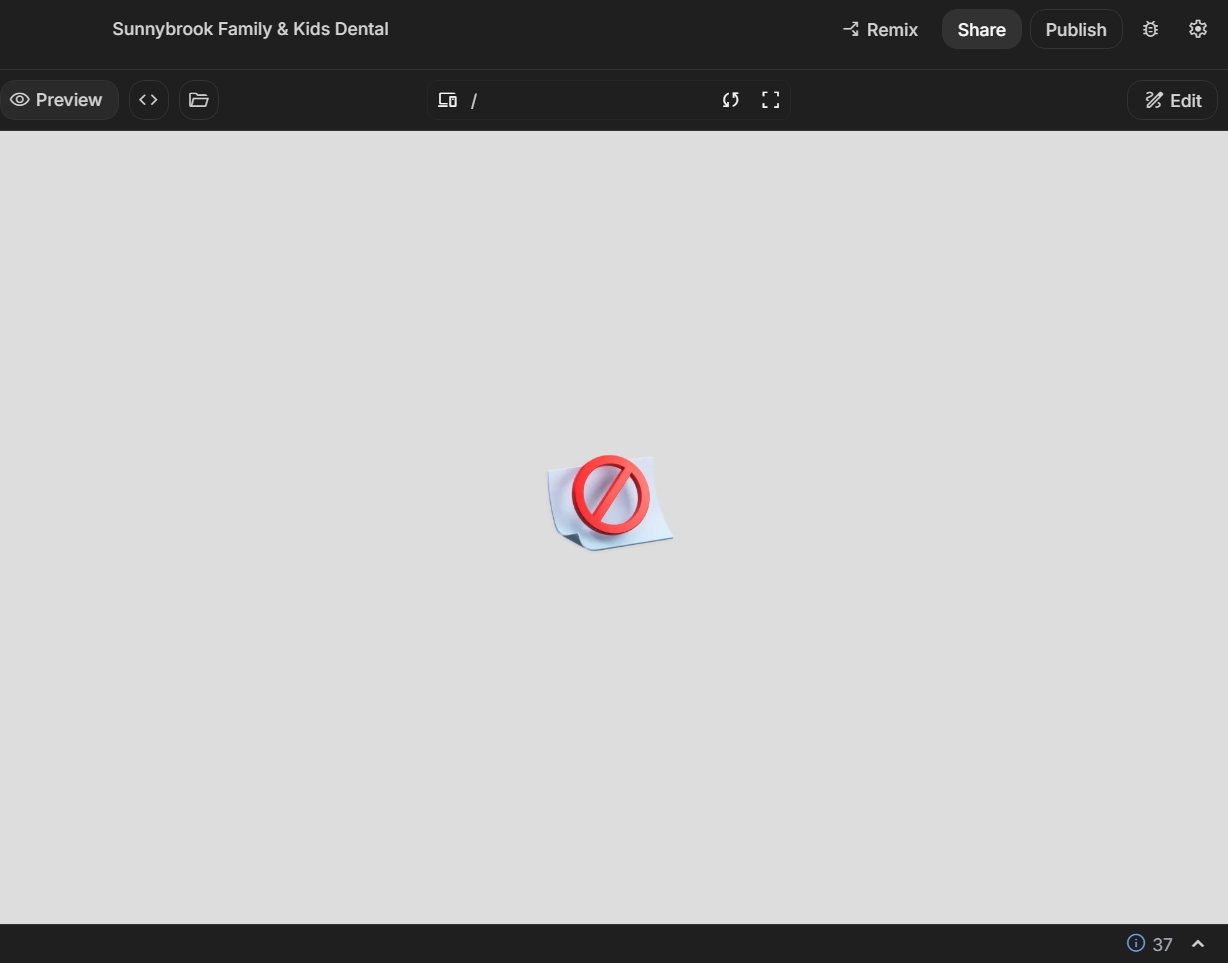 Sunnybrook Family & Kids Dental
Remix
Share
Publish
Preview
/
Edit
37